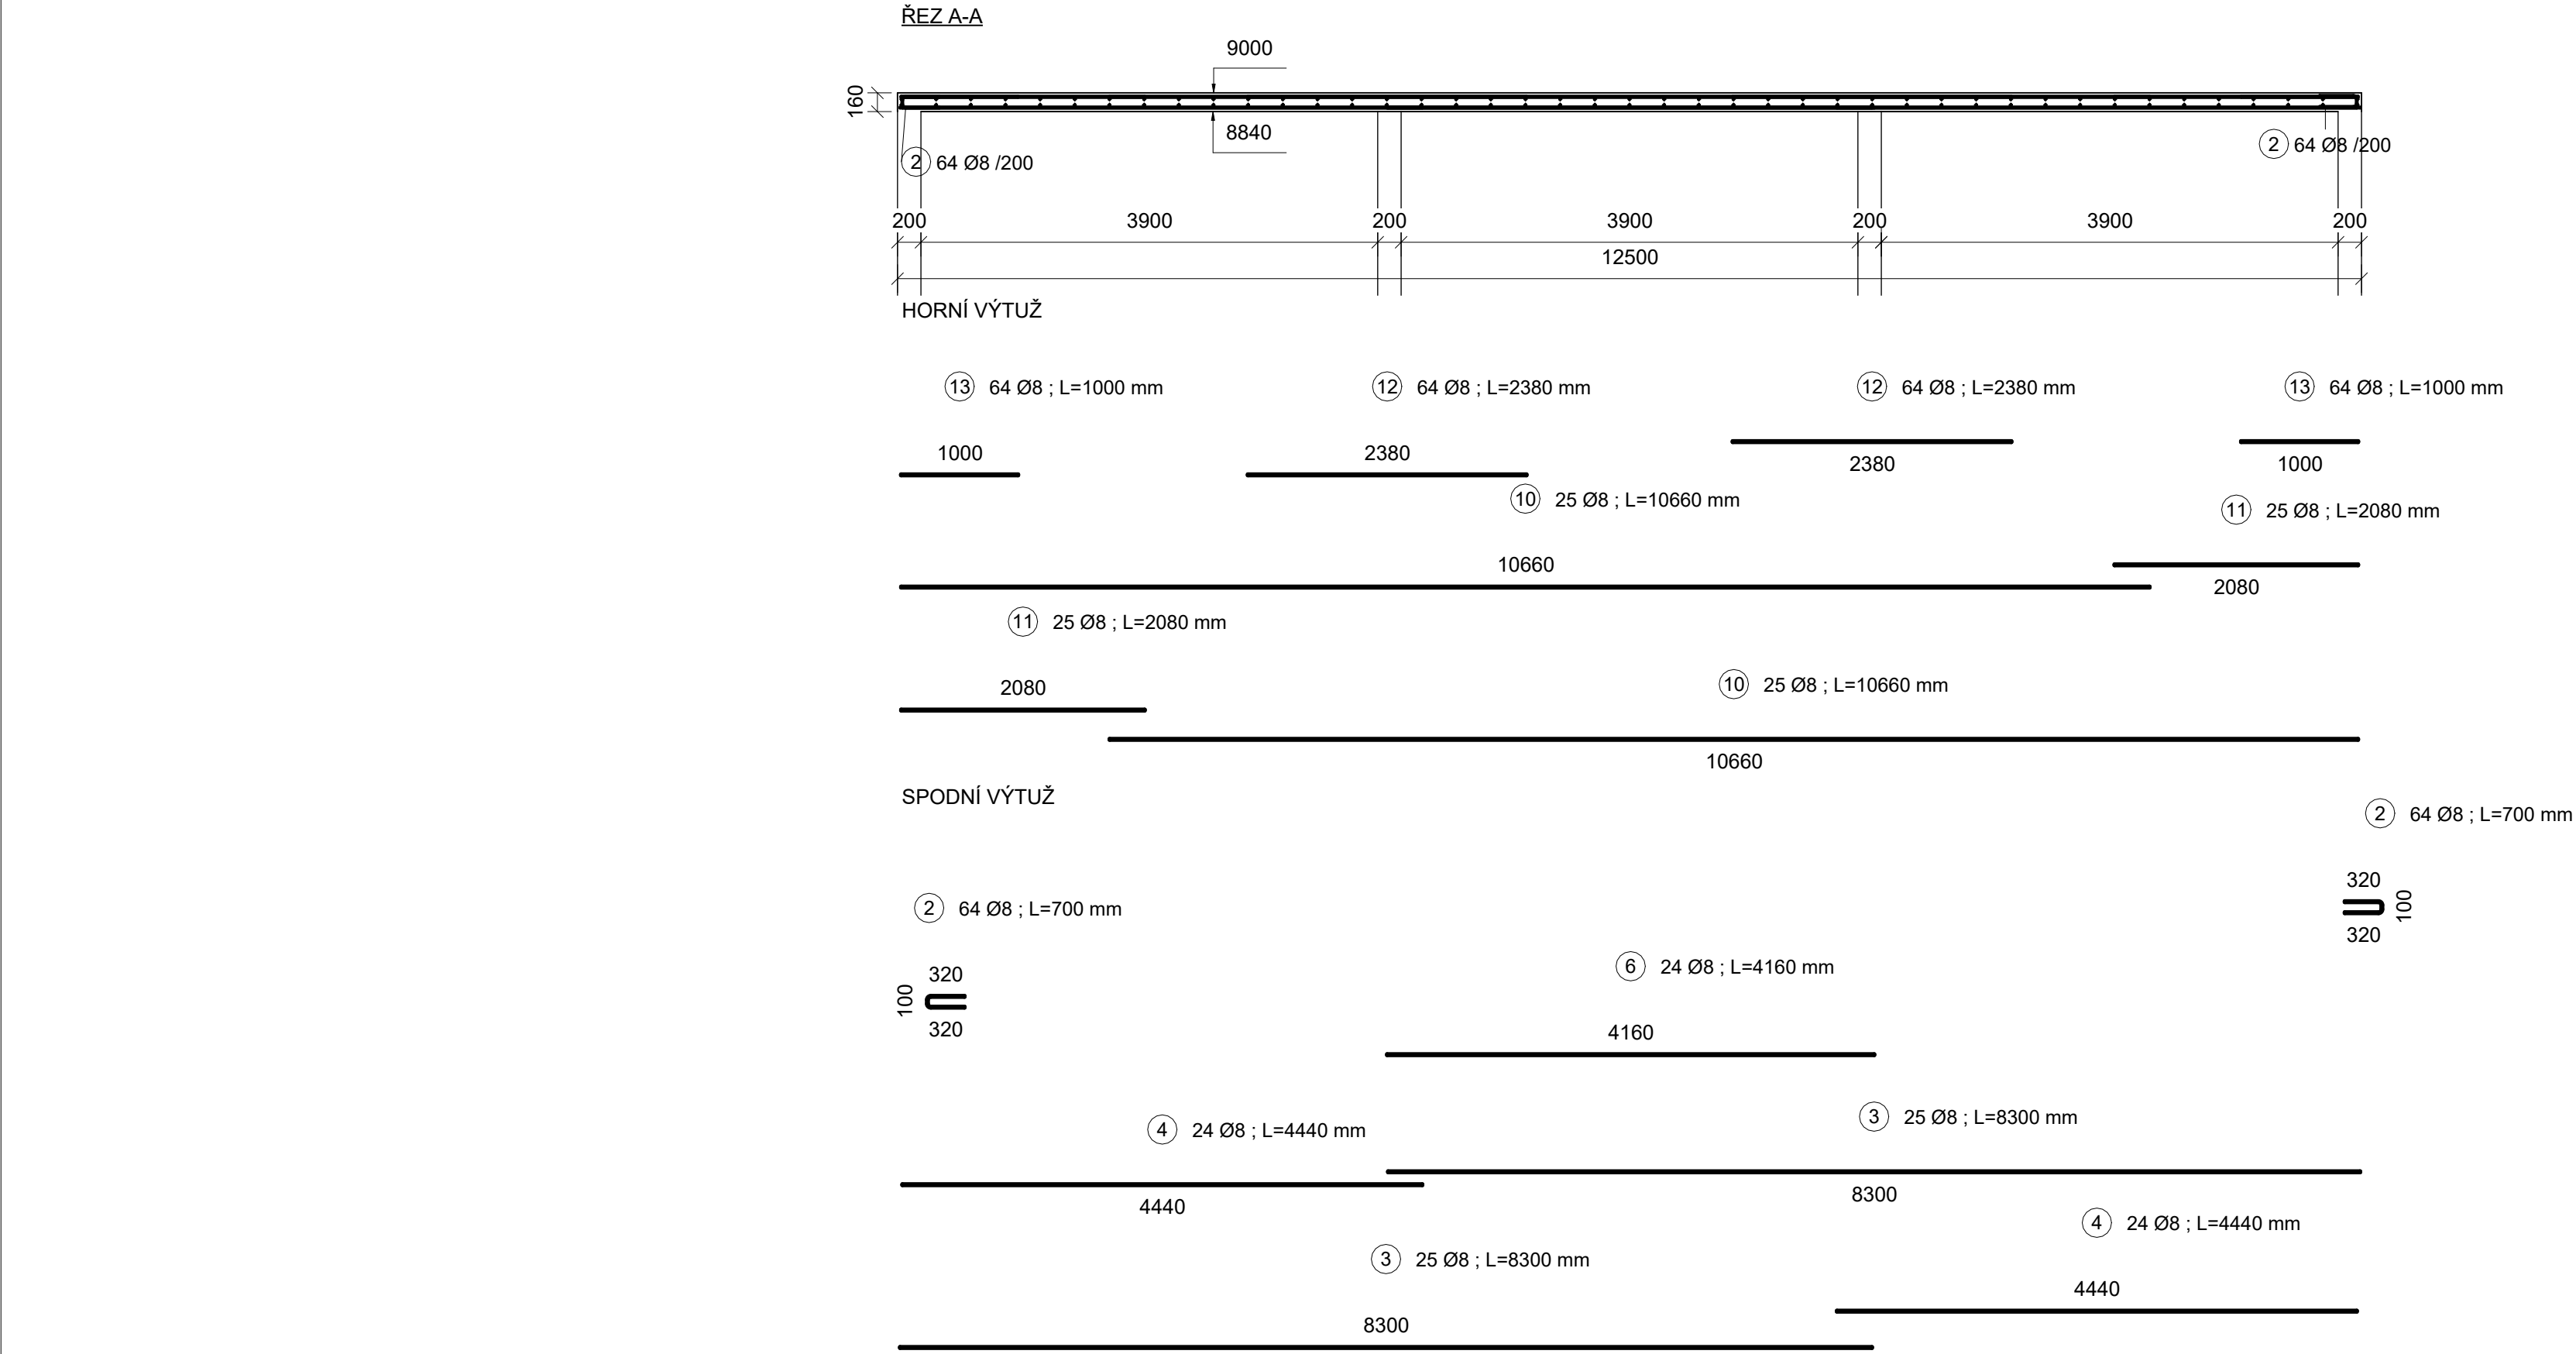 ŘEZ A-A
9000
160
8840
2 64 Ø8 /200
2 64 Ø8 /200
200 3900 200 3900 200 3900 200
12500
HORNÍ VÝTUŽ
13 64 Ø8 ; L=1000 mm
12 64 Ø8 ; L=2380 mm
12 64 Ø8 ; L=2380 mm
13 64 Ø8 ; L=1000 mm
1000
2380
2380
1000
10 25 Ø8 ; L=10660 mm
11 25 Ø8 ; L=2080 mm
10660
2080
11 25 Ø8 ; L=2080 mm
2080
10 25 Ø8 ; L=10660 mm
10660
SPODNÍ VÝTUŽ
2 64 Ø8 ; L=700 mm
320
100
320
2 64 Ø8 ; L=700 mm
320
100
320
6 24 Ø8 ; L=4160 mm
4160
4 24 Ø8 ; L=4440 mm
3 25 Ø8 ; L=8300 mm
4440
8300
4 24 Ø8 ; L=4440 mm
3 25 Ø8 ; L=8300 mm
4440
8300